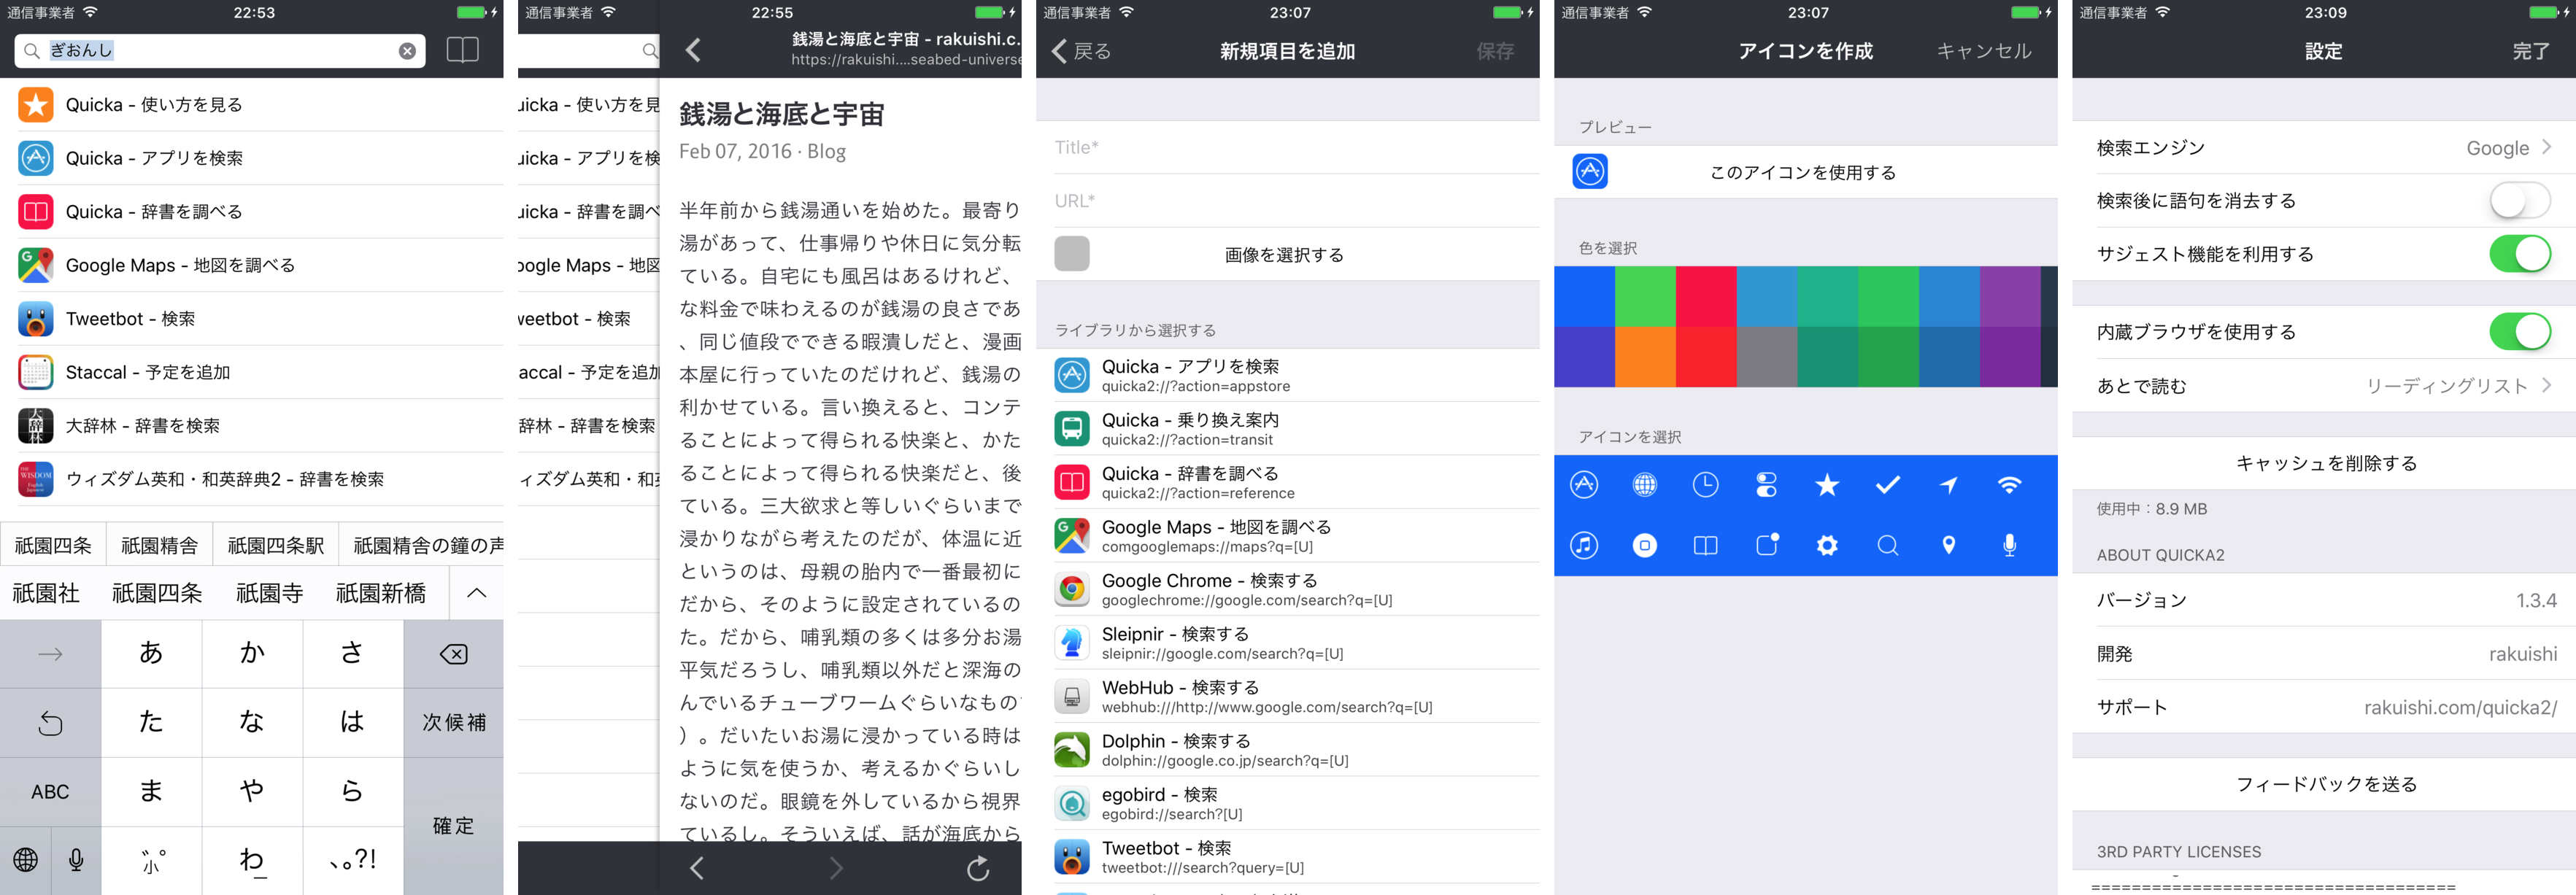 通信事業者 22:53
ぎおんし
Quicka - 使い方を見る
Quicka - アプリを検索
Quicka - 辞書を調べる
Google Maps - 地図を調べる
Tweetbot - 検索
Staccal - 予定を追加
大辞林 - 辞書を検索
ウィズダム英和・和英辞典2 - 辞書を検索
祇園四条 祇園精舎 祇園四条駅 祇園精舎の鐘の声
祇園社 祇園四条 祇園寺 祇園新橋
あ か さ
た な は 次候補
ABC ま や ら
確定
小 わ 、。?!
通信事業者 22:55
銭湯と海底と宇宙 - rakuishi.c.
https://rakuishi....seabed-universe
uicka - 使い方を見
uicka - アプリを検
uicka - 辞書を調べ
oogle Maps - 地図
weetbot - 検索
accal - 予定を追加
辞林 - 辞書を検索
ィズダム英和・和英
銭湯と海底と宇宙
Feb 07, 2016 · Blog
半年前から銭湯通いを始めた。最寄り
湯があって、仕事帰りや休日に気分転
ている。自宅にも風呂はあるけれど、
な料金で味わえるのが銭湯の良さであ
、同じ値段でできる暇潰しだと、漫画
本屋に行っていたのだけれど、銭湯の
利かせている。言い換えると、コンテ
ることによって得られる快楽と、かた
ることによって得られる快楽だと、後
ている。三大欲求と等しいぐらいまで
浸かりながら考えたのだが、体温に近
というのは、母親の胎内で一番最初に
だから、そのように設定されているの
た。だから、哺乳類の多くは多分お湯
平気だろうし、哺乳類以外だと深海の
んでいるチューブワームぐらいなもの
）。だいたいお湯に浸かっている時は
ように気を使うか、考えるかぐらいし
ないのだ。眼鏡を外しているから視界
ているし。そういえば、話が海底から
通信事業者 23:07
戻る 新規項目を追加 保存
Title*
URL*
画像を選択する
ライブラリから選択する
Quicka - アプリを検索
quicka2://?action=appstore
Quicka - 乗り換え案内
quicka2://?action=transit
Quicka - 辞書を調べる
quicka2://?action=reference
Google Maps - 地図を調べる
comgooglemaps://maps?q=[U]
Google Chrome - 検索する
googlechrome://google.com/search?q=[U]
Sleipnir - 検索する
sleipnir://google.com/search?q=[U]
WebHub - 検索する
webhub:///http://www.google.com/search?q=[U]
Dolphin - 検索する
dolphin://google.co.jp/search?q=[U]
egobird - 検索
egobird://search?[U]
Tweetbot - 検索
tweetbot:///search?query=[U]
通信事業者 23:07
アイコンを作成 キャンセル
プレビュー
このアイコンを使用する
色を選択
アイコンを選択
通信事業者 23:09
設定 完了
検索エンジン Google
検索後に語句を消去する
サジェスト機能を利用する
内蔵ブラウザを使用する
あとで読む リーディングリスト
キャッシュを削除する
使用中：8.9 MB
ABOUT QUICKA2
バージョン 1.3.4
開発 rakuishi
サポート rakuishi.com/quicka2/
フィードバックを送る
3RD PARTY LICENSES
====================================